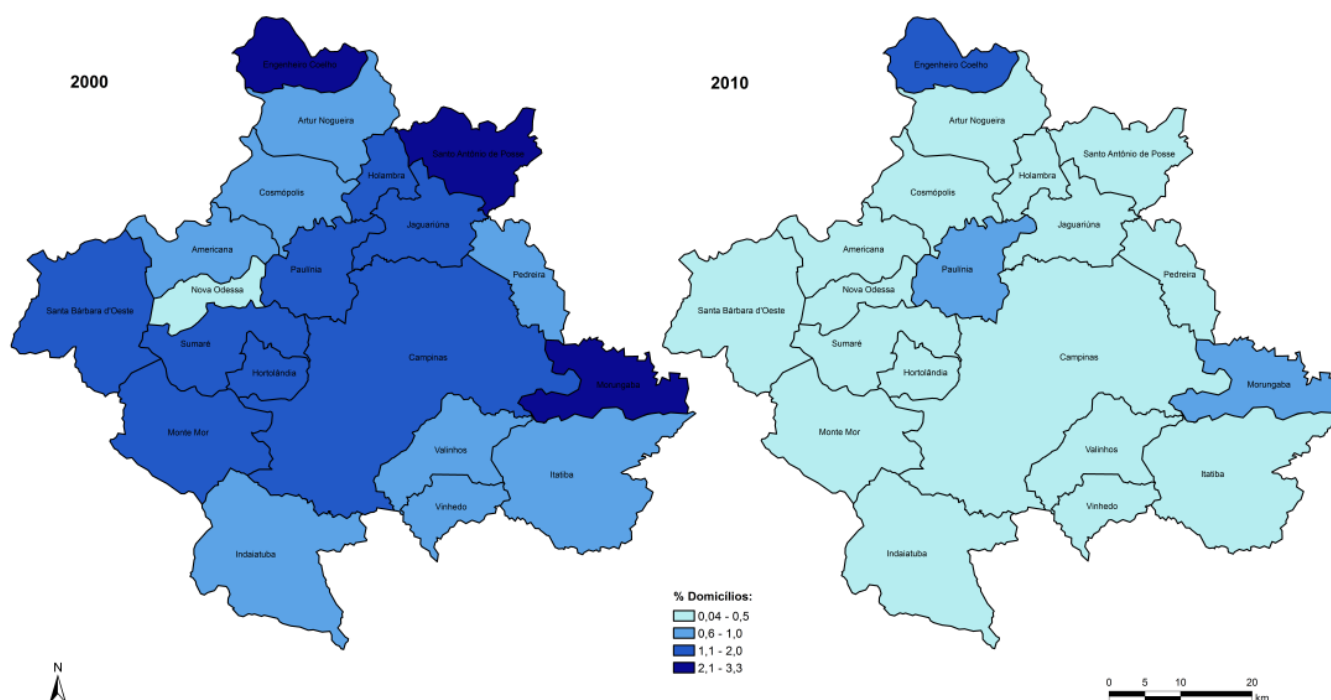 2000
Engenheiro Coelho
Artur Nogueira
Santo Antônio de Posse
Holambra
Cosmópolis
Jaguariúna
Americana
Paulínia
Pedreira
Nova Odessa
Santa Bárbara d'Oeste
Sumaré
Campinas
Hortolândia
Morungaba
Monte Mor
Valinhos
Itatiba
Vinhedo
Indaiatuba
2010
Engenheiro Coelho
Artur Nogueira
Santo Antônio de Posse
Holambra
Cosmópolis
Jaguariúna
Americana
Paulínia
Pedreira
Nova Odessa
Santa Bárbara d'Oeste
Sumaré
Campinas
Hortolândia
Morungaba
Monte Mor
Valinhos
Itatiba
Vinhedo
Indaiatuba
% Domicílios:
0,04 - 0,5
0,6 - 1,0
1,1 - 2,0
2,1 - 3,3
N
0 5 10 20
km